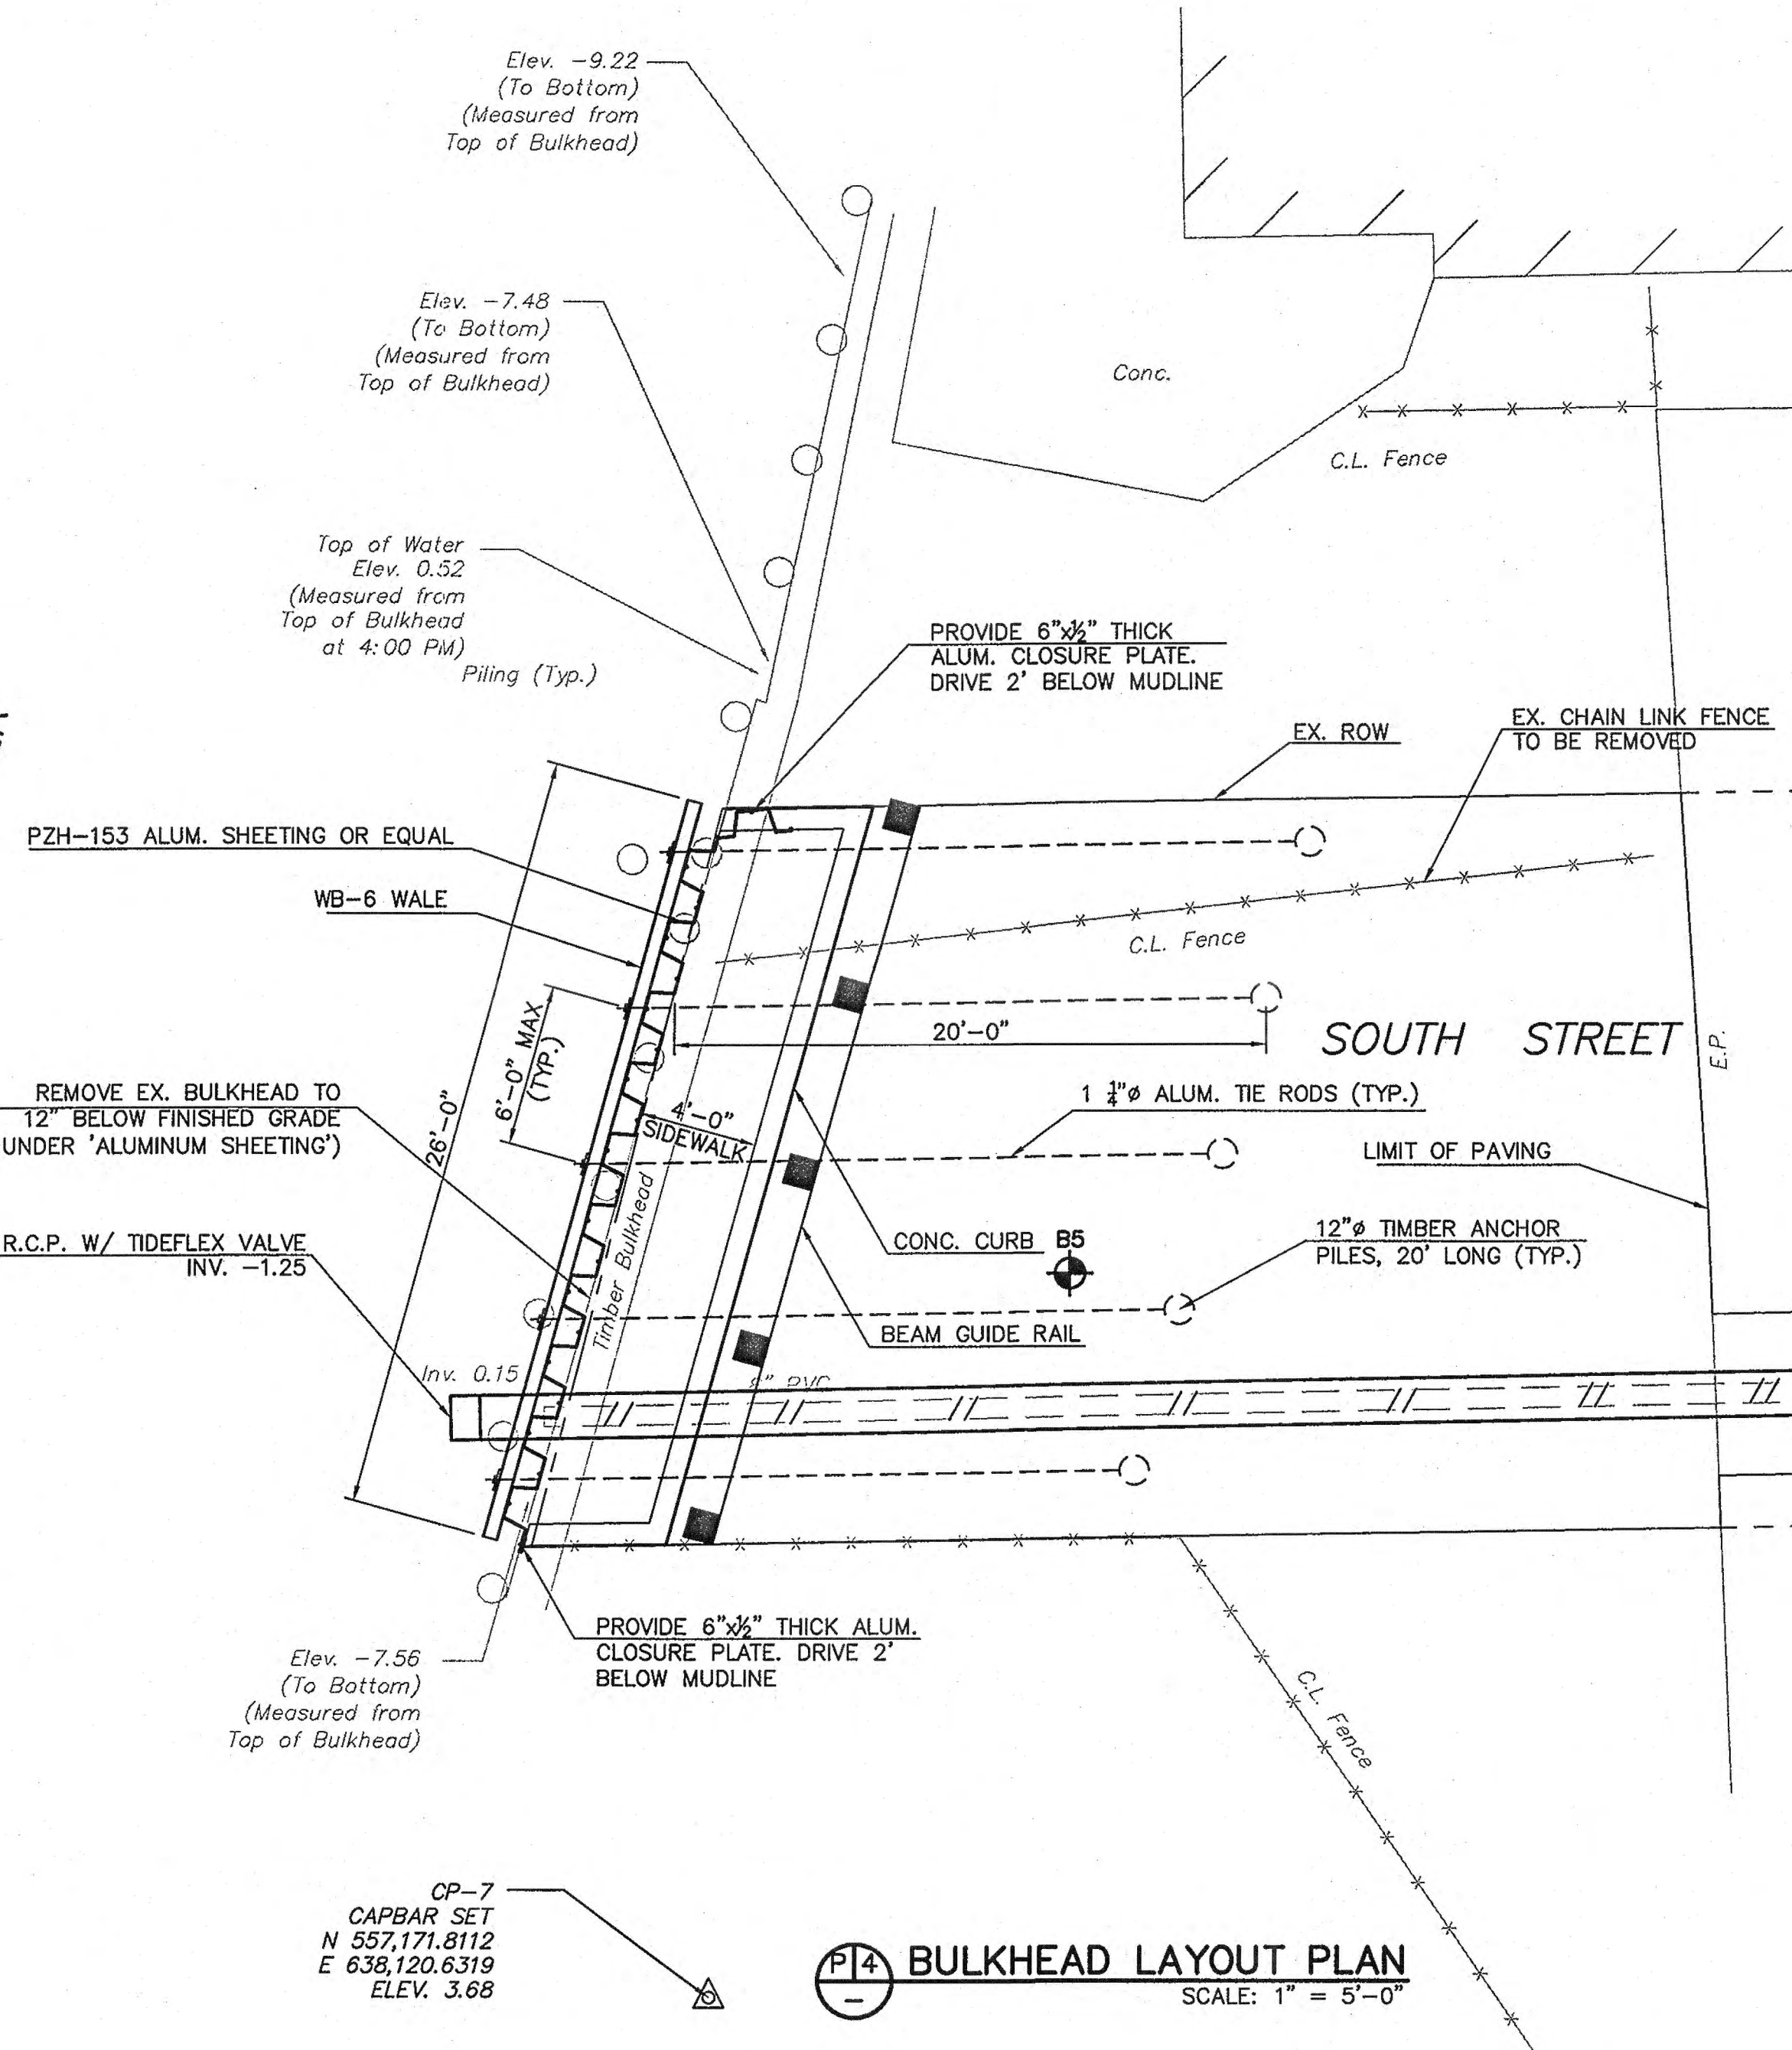 Elev. -9.22
(To Bottom)
(Measured from
Top of Bulkhead)
Elev. -7.48
(To Bottom)
(Measured from
Top of Bulkhead)
Conc.
C.L. Fence
Top of Water
Elev. 0.52
(Measured from
Top of Bulkhead
at 4:00 PM)
Piling (Typ.)
PROVIDE 6"x½" THICK
ALUM. CLOSURE PLATE.
DRIVE 2' BELOW MUDLINE
EX. ROW
EX. CHAIN LINK FENCE
TO BE REMOVED
PZH-153 ALUM. SHEETING OR EQUAL
WB-6 WALE
C.L. Fence
6'-0" MAX
(TYP.)
20'-0"
SOUTH STREET
E.P.
REMOVE EX. BULKHEAD TO
12" BELOW FINISHED GRADE
UNDER 'ALUMINUM SHEETING')
26'-0"
4'-0"
SIDEWALK
1 ¼"ø ALUM. TIE RODS (TYP.)
LIMIT OF PAVING
Timber Bulkhead
R.C.P. W/ TIDEFLEX VALVE
INV. -1.25
CONC. CURB
B5
12"ø TIMBER ANCHOR
PILES, 20' LONG (TYP.)
BEAM GUIDE RAIL
Inv. 0.15
8" PVC
PROVIDE 6"x½" THICK ALUM.
CLOSURE PLATE. DRIVE 2'
BELOW MUDLINE
Elev. -7.56
(To Bottom)
(Measured from
Top of Bulkhead)
C.L. Fence
CP-7
CAPBAR SET
N 557,171.8112
E 638,120.6319
ELEV. 3.68
P 4
-
BULKHEAD LAYOUT PLAN
SCALE: 1" = 5'-0"